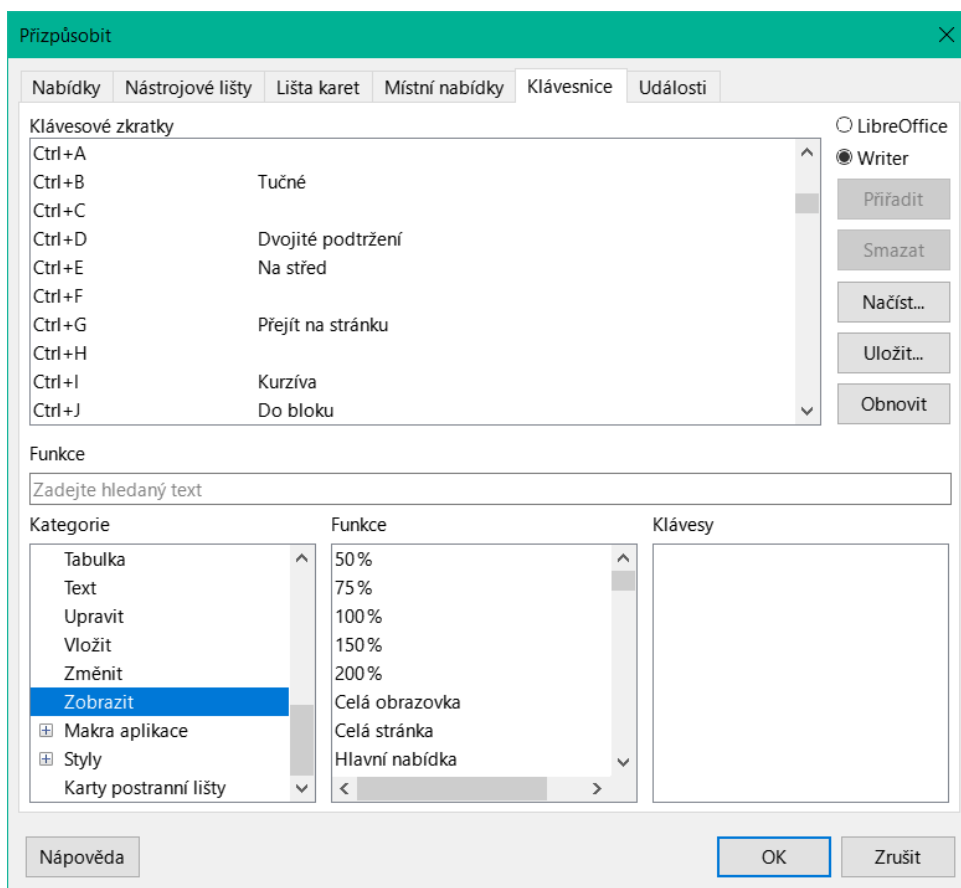 Přizpůsobit
Nabídky Nástrojové lišty Lišta karet Místní nabídky Klávesnice Události
Klávesové zkratky
LibreOffice
Writer
Ctrl+A
Ctrl+B Tučné
Ctrl+C
Ctrl+D Dvojité podtržení
Ctrl+E Na střed
Ctrl+F
Ctrl+G Přejít na stránku
Ctrl+H
Ctrl+I Kurzíva
Ctrl+J Do bloku
Přiřadit
Smazat
Načíst...
Uložit...
Obnovit
Funkce
Zadejte hledaný text
Kategorie
Tabulka
Text
Upravit
Vložit
Změnit
Zobrazit
Makra aplikace
Styly
Karty postranní lišty
Funkce
50 %
75 %
100 %
150 %
200 %
Celá obrazovka
Celá stránka
Hlavní nabídka
Klávesy
Nápověda
OK
Zrušit